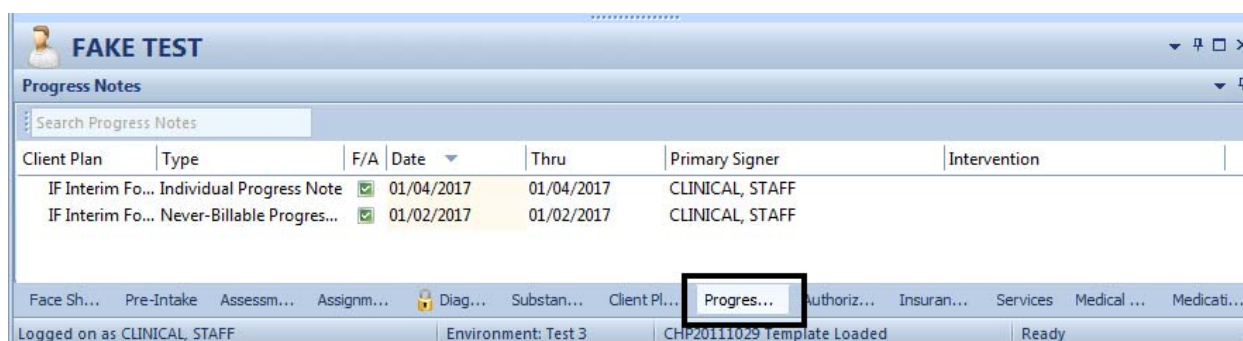 FAKE TEST
Progress Notes
Search Progress Notes
Client Plan Type F/A Date Thru Primary Signer Intervention
IF Interim Fo... Individual Progress Note 01/04/2017 01/04/2017 CLINICAL, STAFF
IF Interim Fo... Never-Billable Progres... 01/02/2017 01/02/2017 CLINICAL, STAFF
Face Sh... Pre-Intake Assessm... Assignm... Diag... Substan... Client Pl... Progres... Authoriz... Insuran... Services Medical ... Medicati...
Logged on as CLINICAL, STAFF Environment: Test 3 CHP20111029 Template Loaded Ready